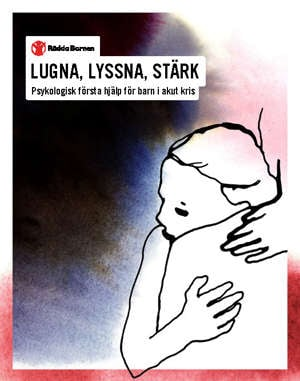 Rädda Barnen
LUGNA, LYSSNA, STÄRK
Psykologisk första hjälp för barn i akut kris